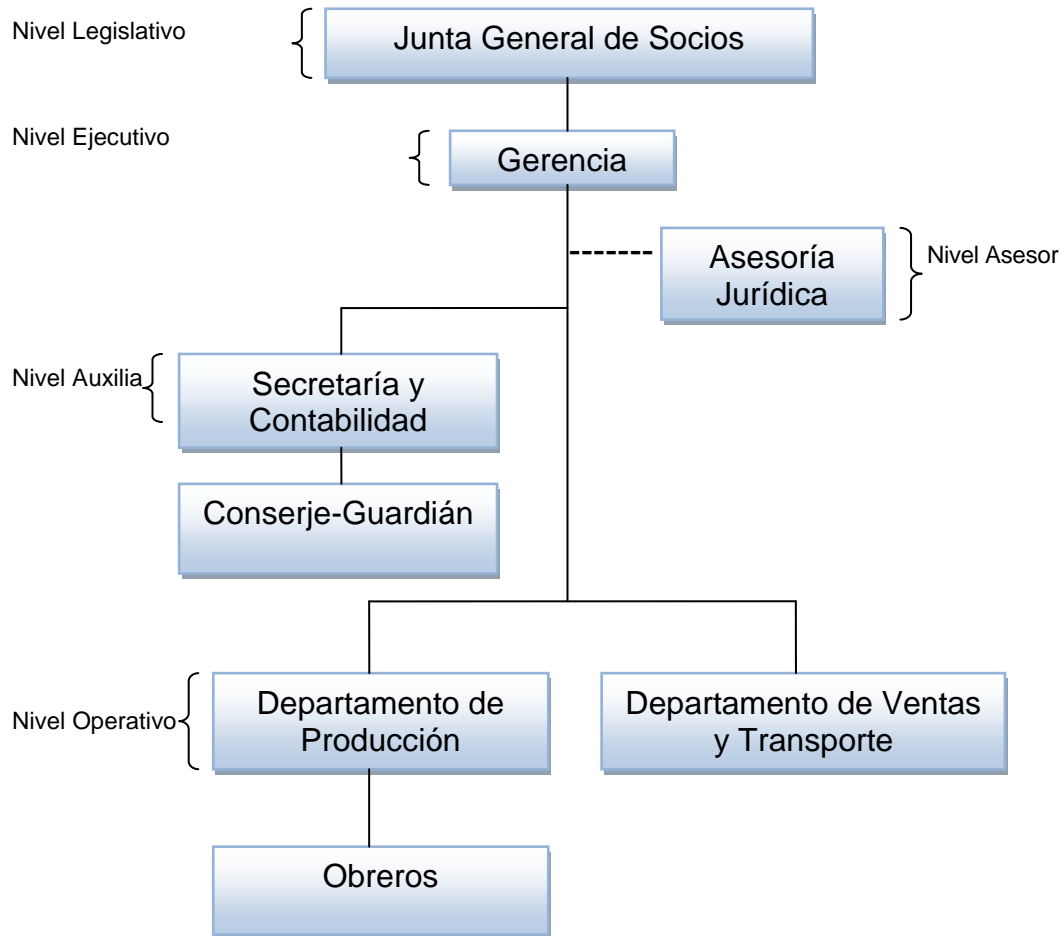 Nivel Legislativo
Junta General de Socios
Nivel Ejecutivo
Gerencia
Asesoría
Jurídica
Nivel Asesor
Nivel Auxilia
Secretaría y
Contabilidad
Conserje-Guardián
Nivel Operativo
Departamento de
Producción
Departamento de Ventas
y Transporte
Obreros